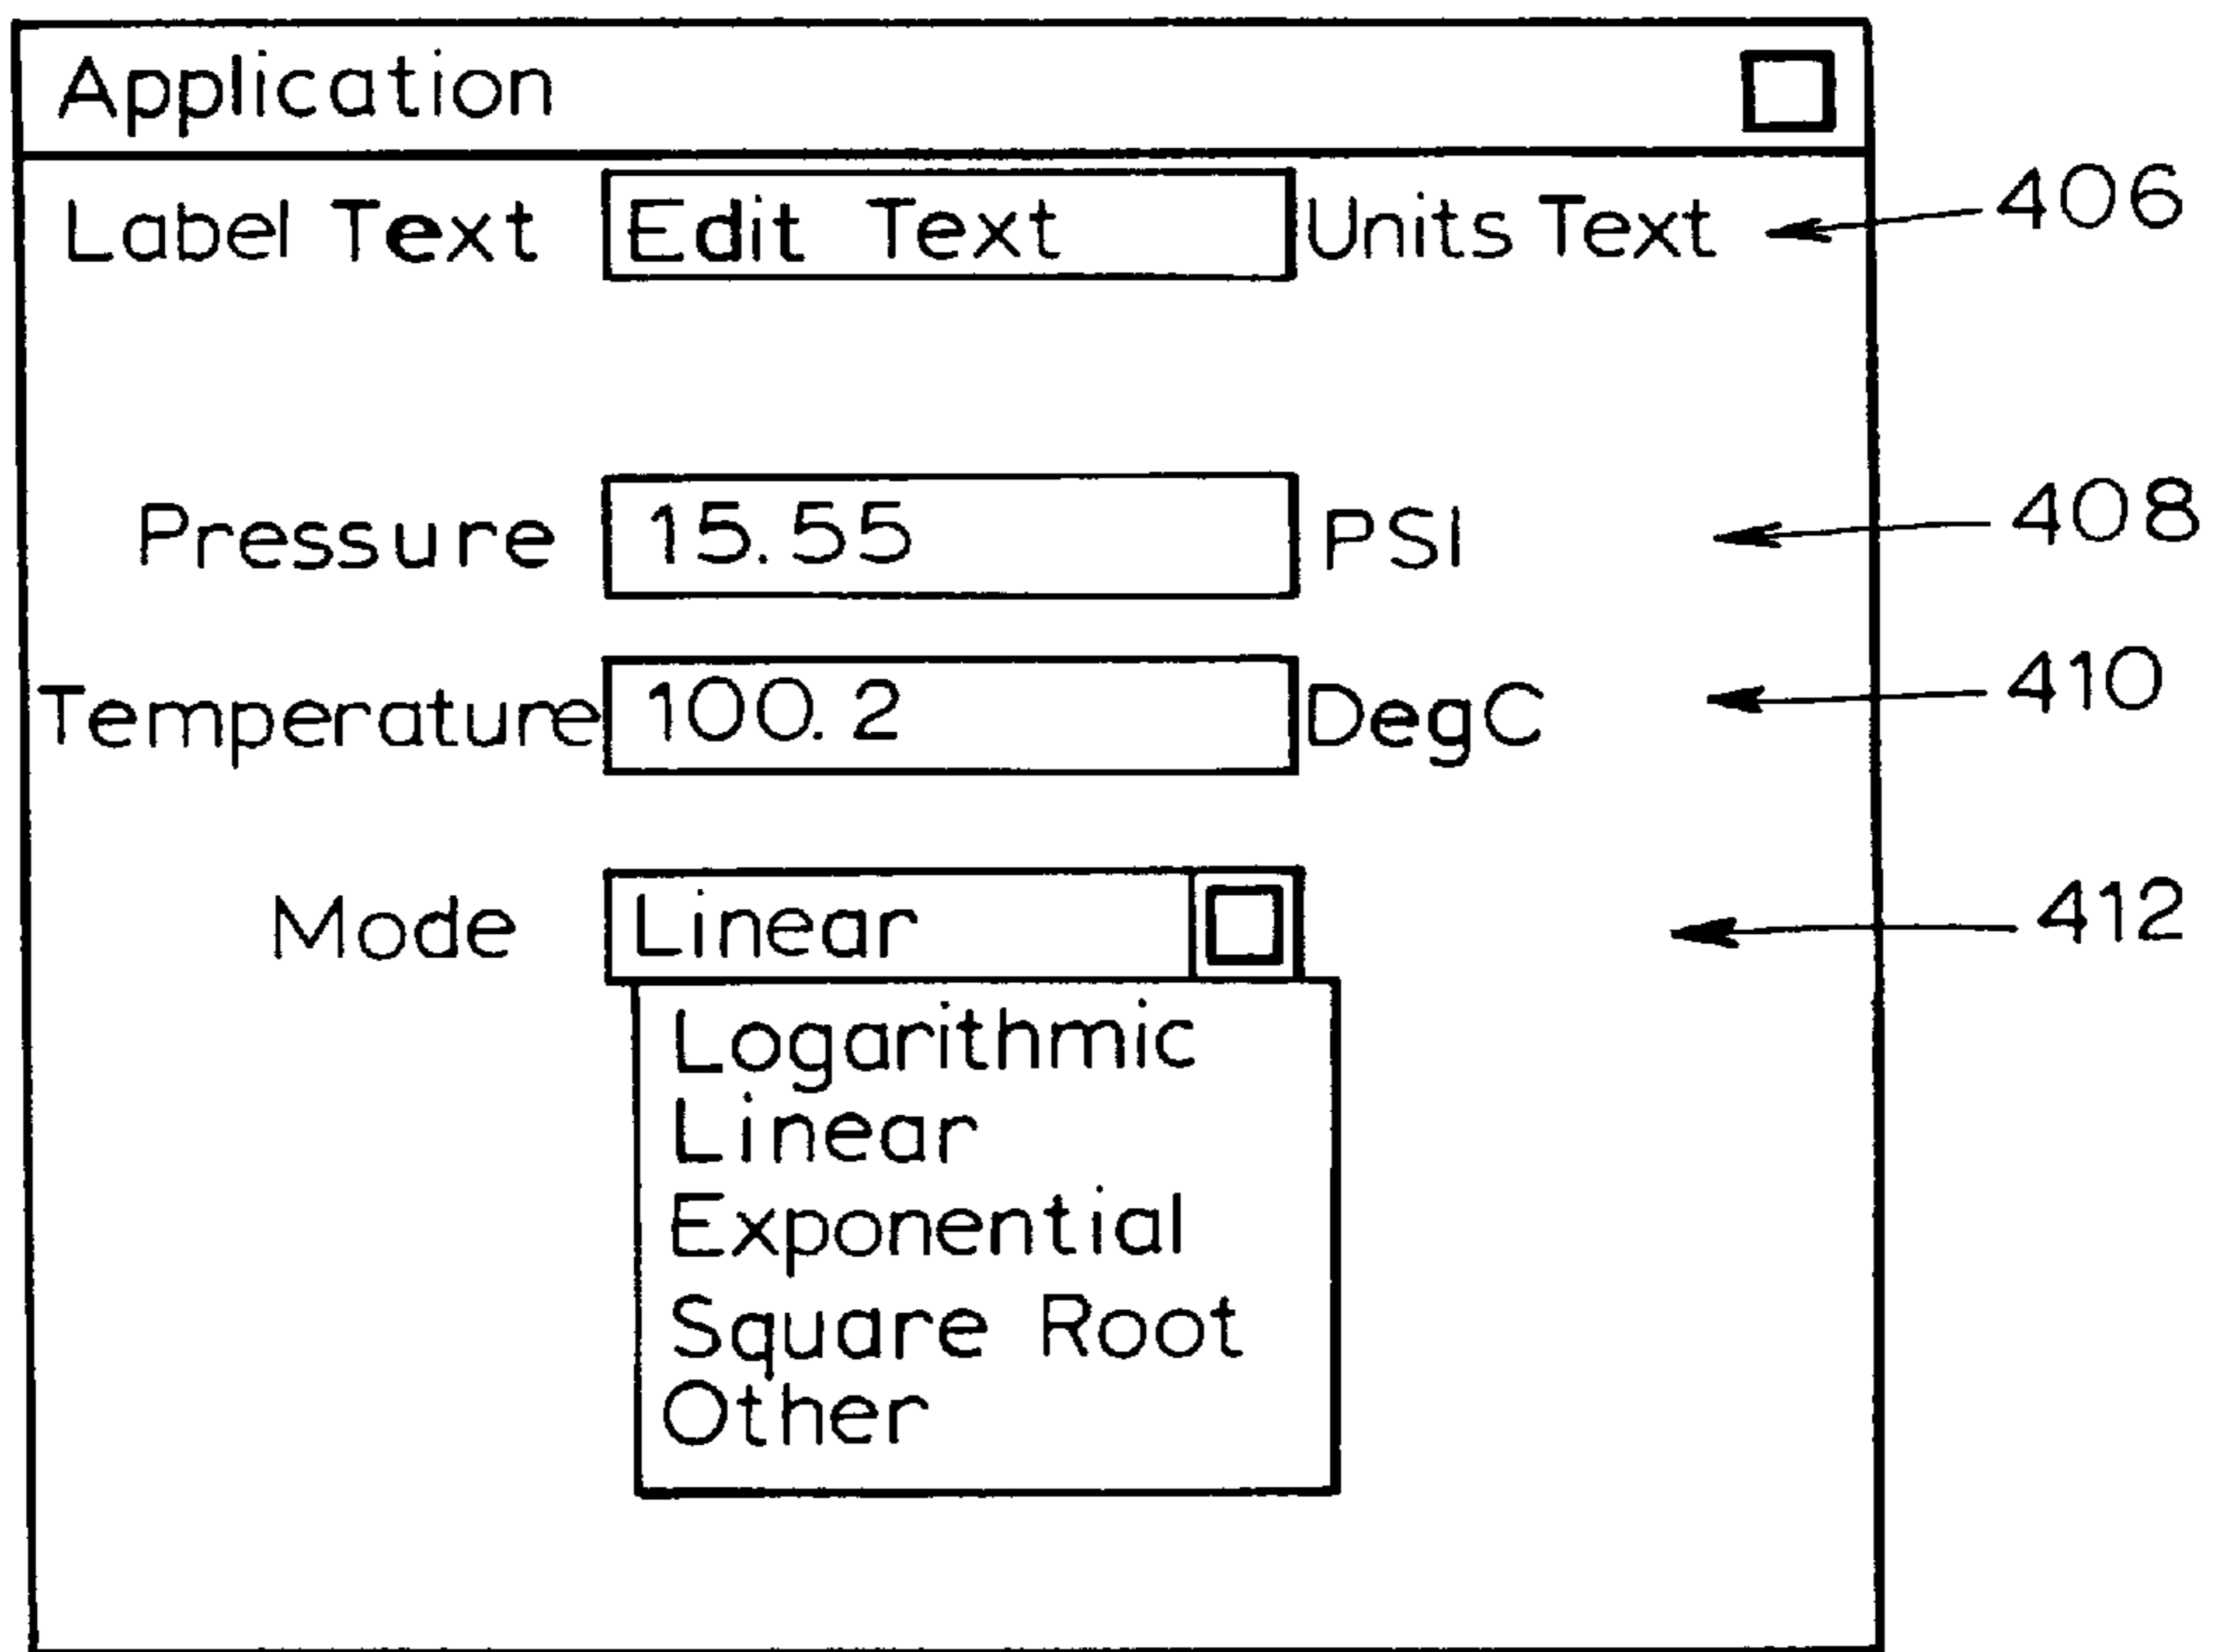 Application
Label Text Edit Text Units Text 406
Pressure 15.55 PSI 408
Temperature 100.2 DegC 410
Mode Linear 412
Logarithmic
Linear
Exponential
Square Root
Other